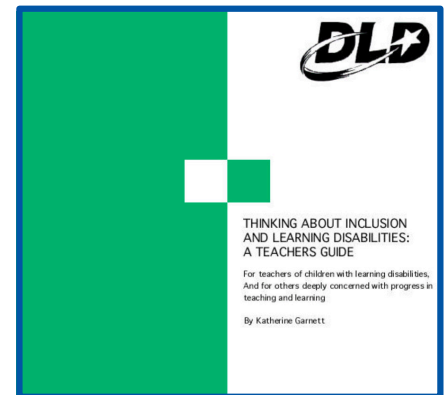 DLD
THINKING ABOUT INCLUSION
AND LEARNING DISABILITIES:
A TEACHERS GUIDE
For teachers of children with learning disabilities,
And for others deeply concerned with progress in
teaching and learning
By Katherine Garnett